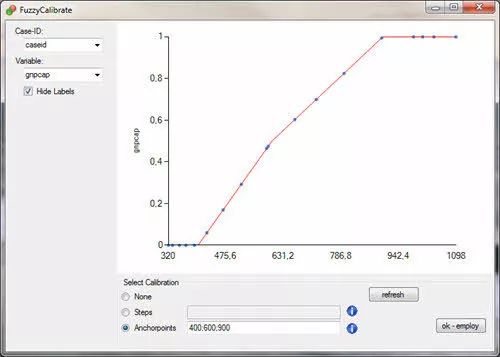 FuzzyCalibrate
Case-ID:
caseid
Variable:
gnpcap
Hide Labels
1
0,8
0,6
0,4
0,2
0
gnpcap
320 475,6 631,2 786,8 942,4 1098
Select Calibration
None
refresh
Steps
Anchorpoints 400;600;900
ok - employ